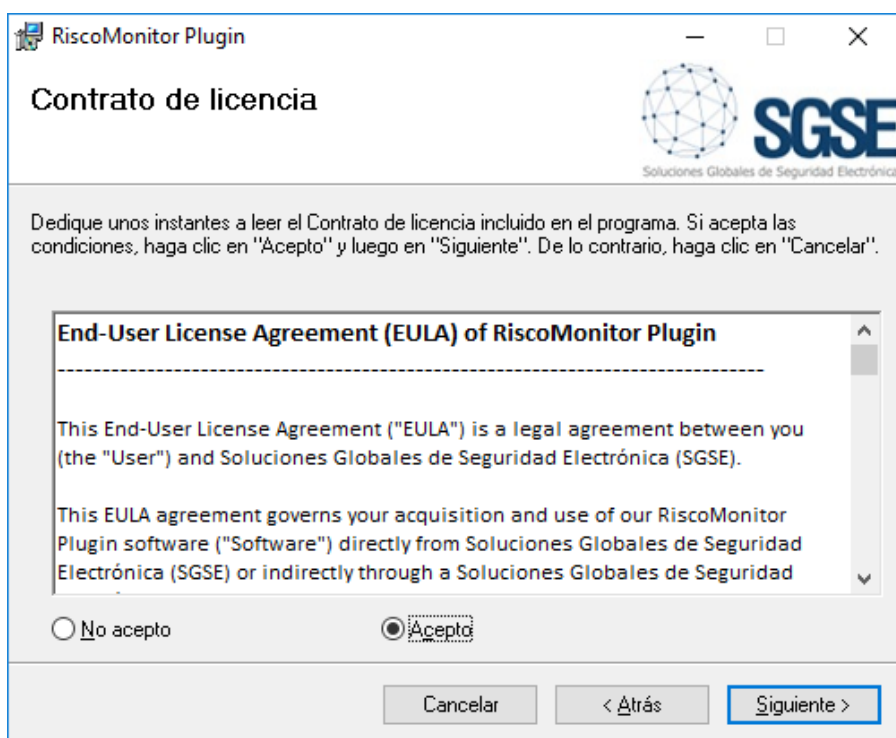 RiscoMonitor Plugin
Contrato de licencia
SGSE
Soluciones Globales de Seguridad Electrónica
Dedique unos instantes a leer el Contrato de licencia incluido en el programa. Si acepta las
condiciones, haga clic en "Acepto" y luego en "Siguiente". De lo contrario, haga clic en "Cancelar".
End-User License Agreement (EULA) of RiscoMonitor Plugin
------------------------------------------------------------------------------
This End-User License Agreement ("EULA") is a legal agreement between you
(the "User") and Soluciones Globales de Seguridad Electrónica (SGSE).
This EULA agreement governs your acquisition and use of our RiscoMonitor
Plugin software ("Software") directly from Soluciones Globales de Seguridad
Electrónica (SGSE) or indirectly through a Soluciones Globales de Seguridad
No acepto
Acepto
Cancelar
< Atrás
Siguiente >